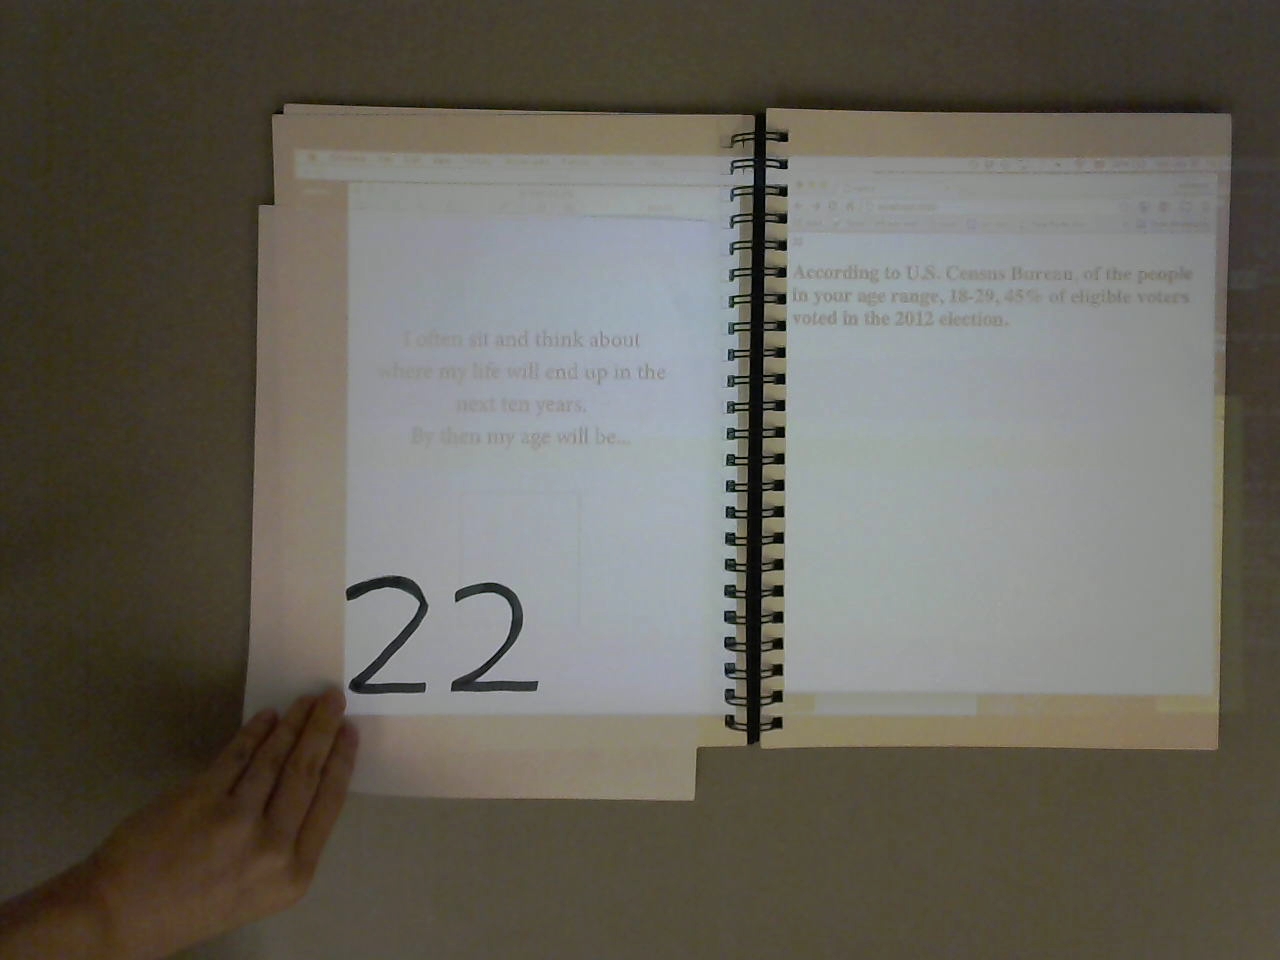 I often sit and think about
where my life will end up in the
next ten years.
By then my age will be...
22
According to U.S. Census Bureau, of the people
in your age range, 18-29, 45% of eligible voters
voted in the 2012 election.